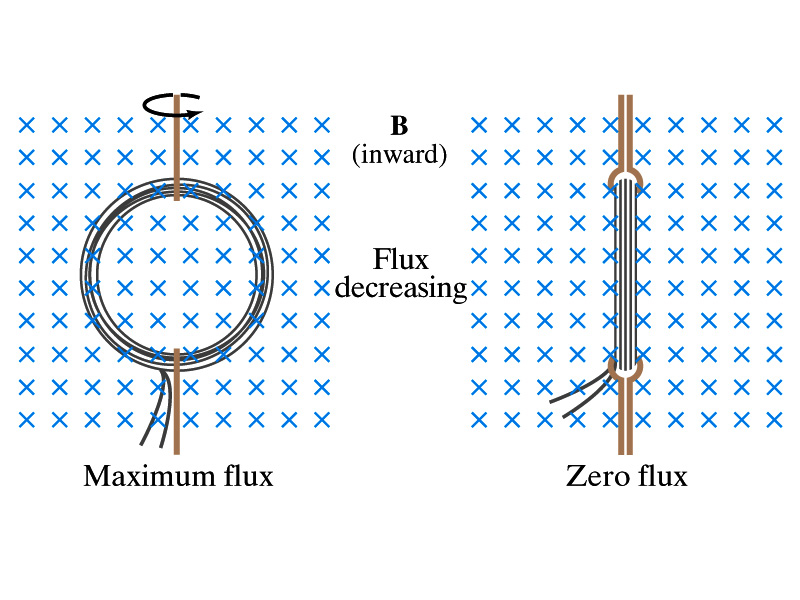 B
(inward)
Flux
decreasing
Maximum flux
Zero flux